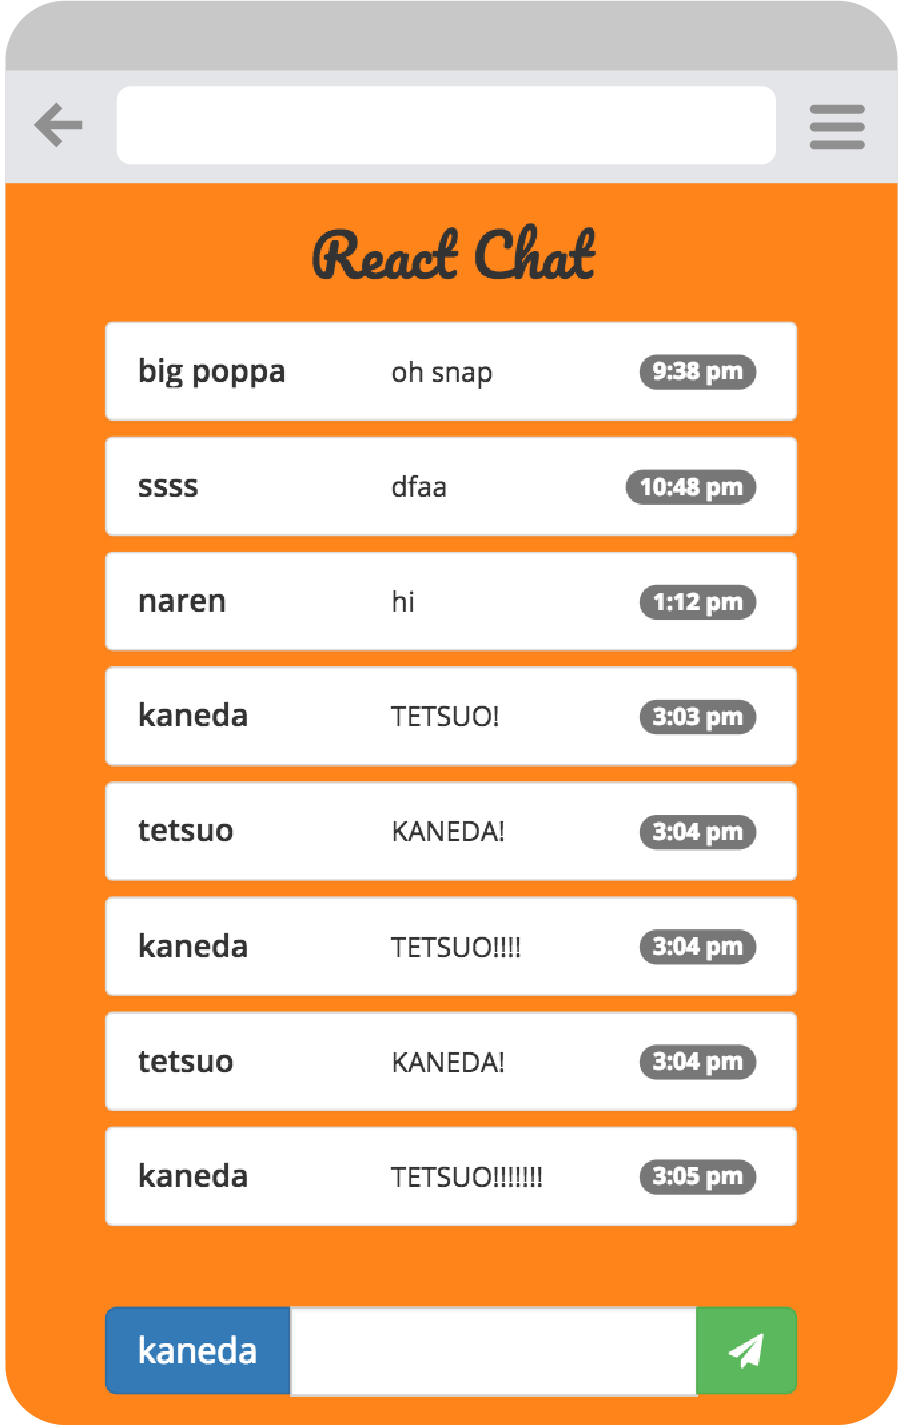 React Chat
big poppa oh snap 9:38 pm
ssss dfaa 10:48 pm
naren hi 1:12 pm
kaneda TETSUO! 3:03 pm
tetsuo KANEDA! 3:04 pm
kaneda TETSUO!!!! 3:04 pm
tetsuo KANEDA! 3:04 pm
kaneda TETSUO!!!!!!! 3:05 pm
kaneda